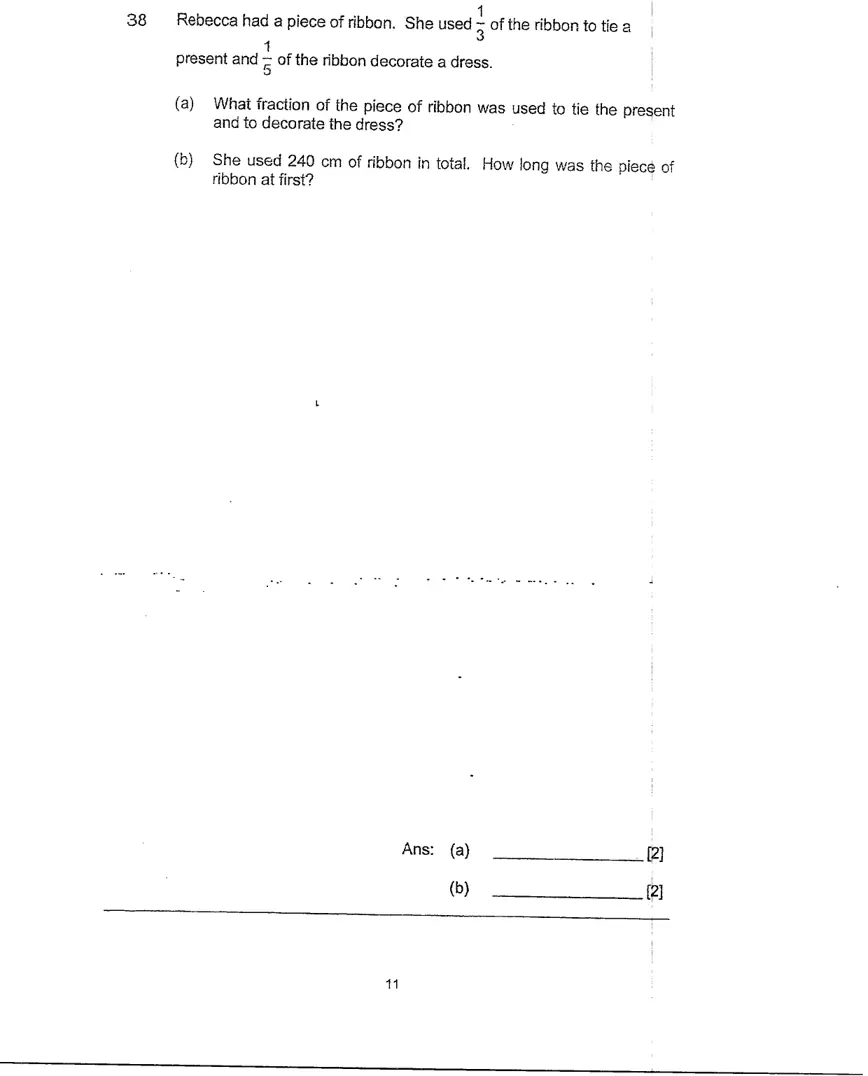 38 Rebecca had a piece of ribbon. She used 1/3 of the ribbon to tie a
present and 1/5 of the ribbon decorate a dress.
(a) What fraction of the piece of ribbon was used to tie the present
and to decorate the dress?
(b) She used 240 cm of ribbon in total. How long was the piece of
ribbon at first?
Ans: (a) ____________________ [2]
(b) ____________________ [2]
11